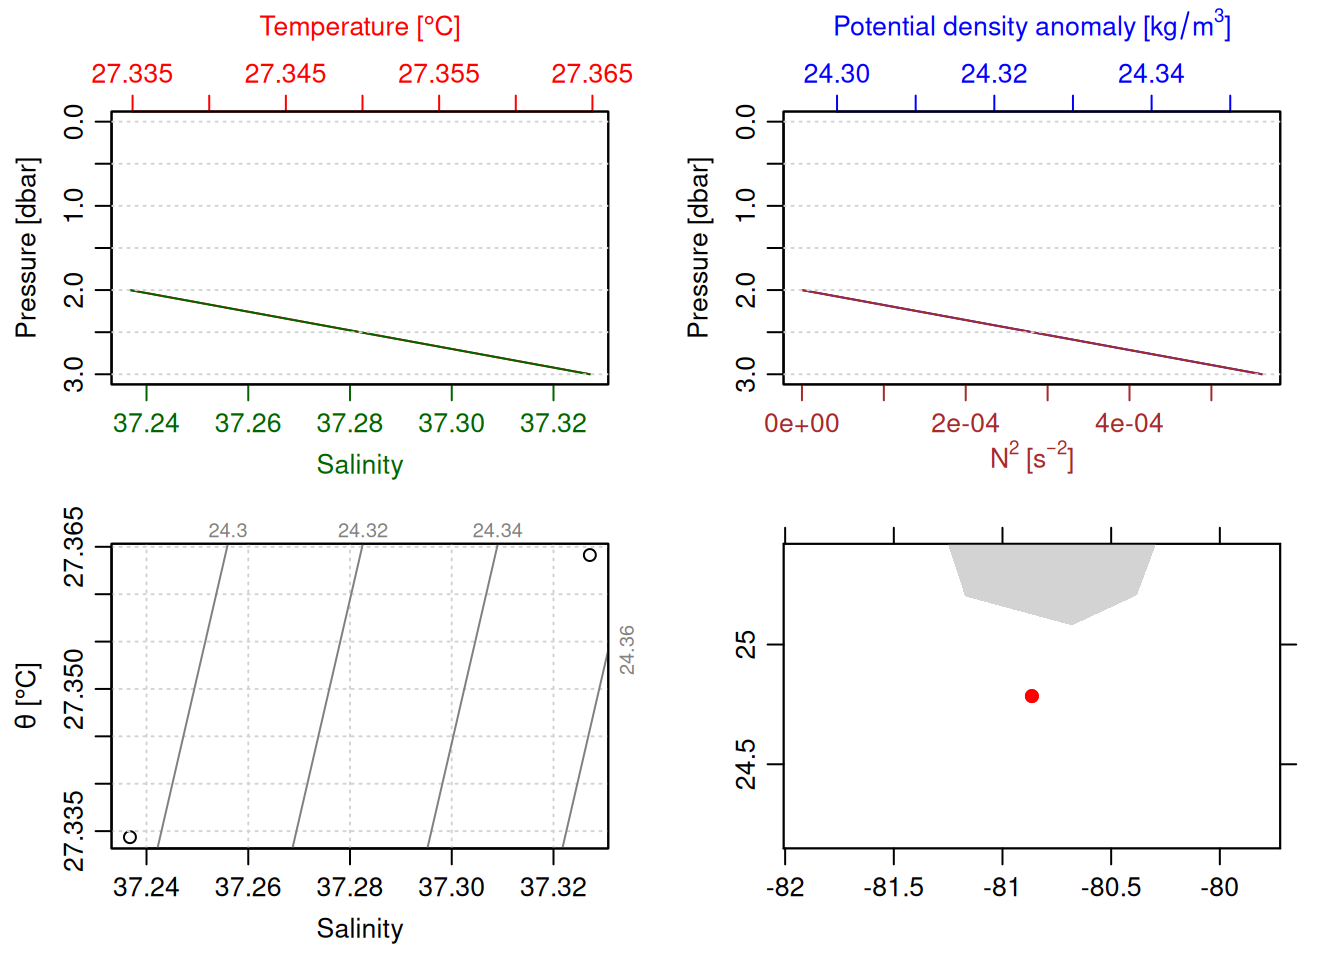 Temperature [°C]
27.335 27.345 27.355 27.365
Pressure [dbar]
0.0 1.0 2.0 3.0
37.24 37.26 37.28 37.30 37.32
Salinity
Potential density anomaly [kg/m³]
24.30 24.32 24.34
Pressure [dbar]
0.0 1.0 2.0 3.0
0e+00 2e-04 4e-04
N² [s⁻²]
24.3 24.32 24.34
24.36
θ [°C]
27.335 27.350 27.365
37.24 37.26 37.28 37.30 37.32
Salinity
25
24.5
-82 -81.5 -81 -80.5 -80